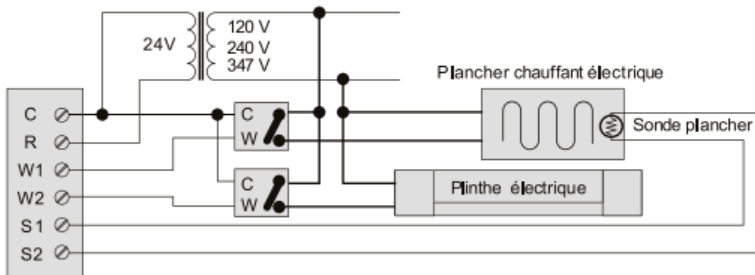 24V
120 V
240 V
347 V
Plancher chauffant électrique
C
R
W1
W2
S1
S2
C
W
Sonde plancher
C
W
Plinthe électrique